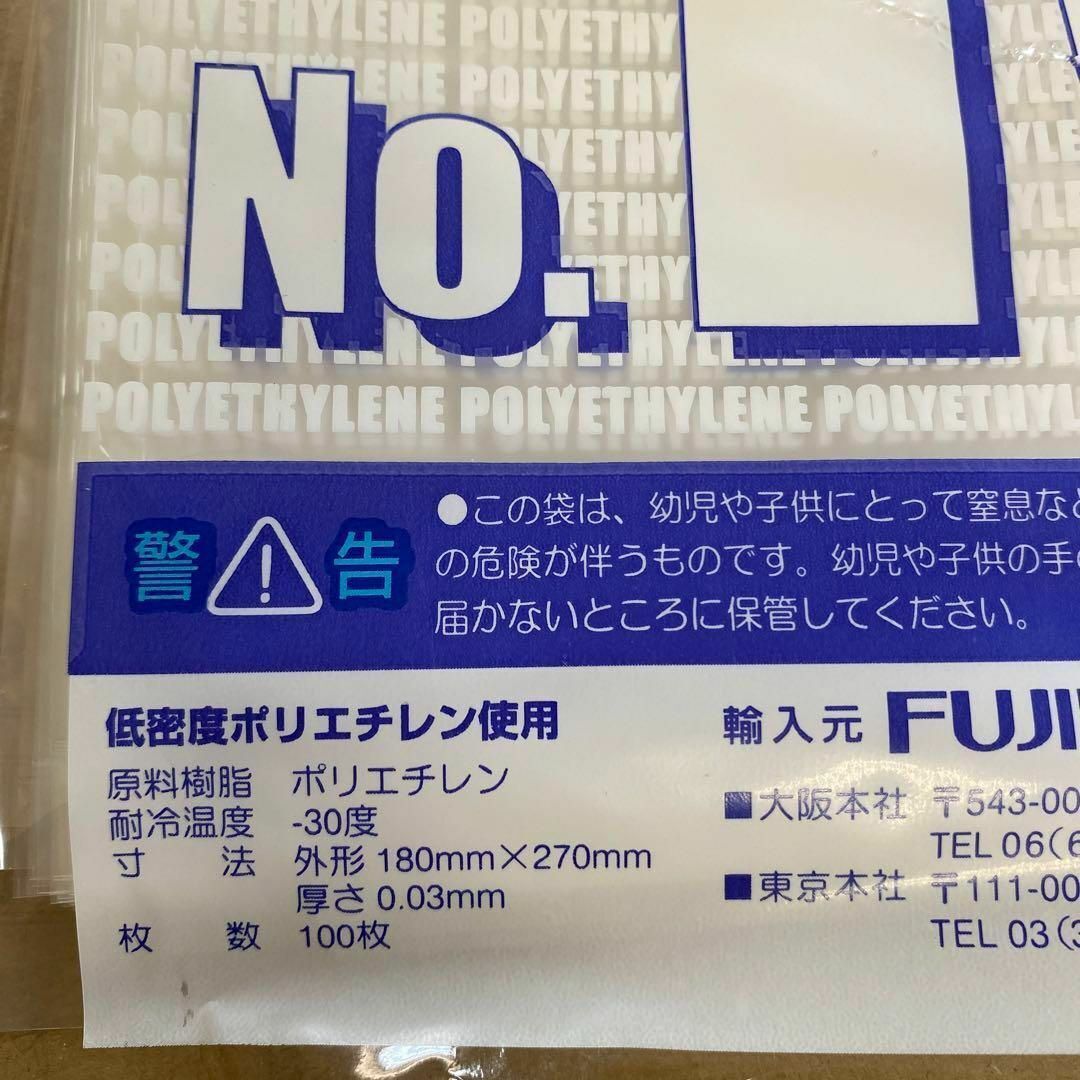 POLYETHYLENE POLYETHY
POLYETHYLENE POLYETHY
POLYETHYLENE POLYETHY
No.
POLYETKYLENE POLYETHYLENE POLYETHYL
警告
●この袋は、幼児や子供にとって窒息など
の危険が伴うものです。幼児や子供の手の
届かないところに保管してください。
低密度ポリエチレン使用
原料樹脂 ポリエチレン
耐冷温度 -30度
寸法 外形 180mm×270mm
厚さ 0.03mm
枚数 100枚
輸入元 FUJI
■大阪本社 〒543-00
TEL 06(6
■東京本社 〒111-00
TEL 03(3